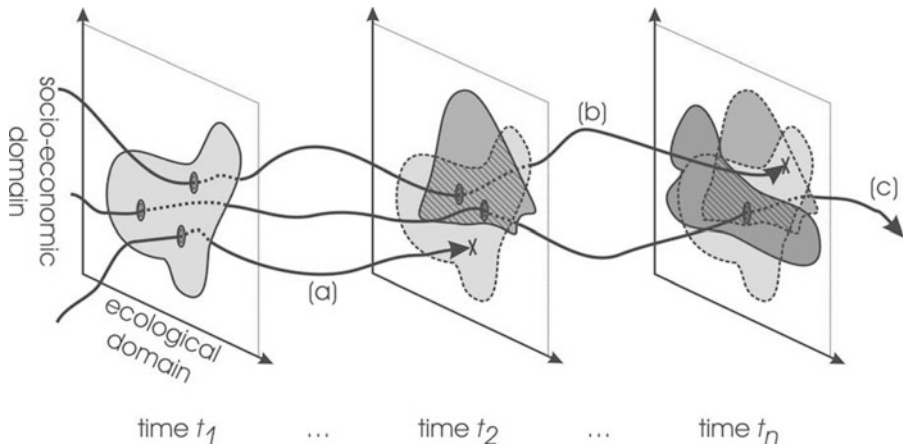 socio-economic
domain
ecological
domain
(a)
(b)
(c)
time t1 ... time t2 ... time tn